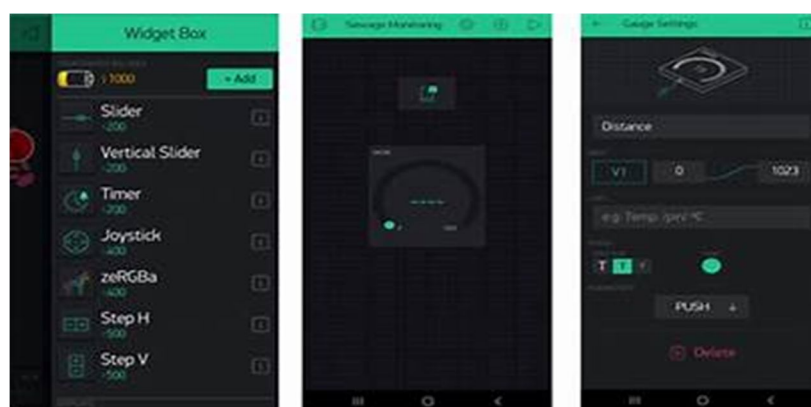 Widget Box
1000
+ Add
Slider
-200
Vertical Slider
-200
Timer
-200
Joystick
-400
zeRGBa
-400
Step H
-500
Step V
-500
Sewage Monitoring
----
Gauge Settings
Distance
V1 0 1023
e.g: Temp, /pin/ °C
T T T
PUSH
Delete